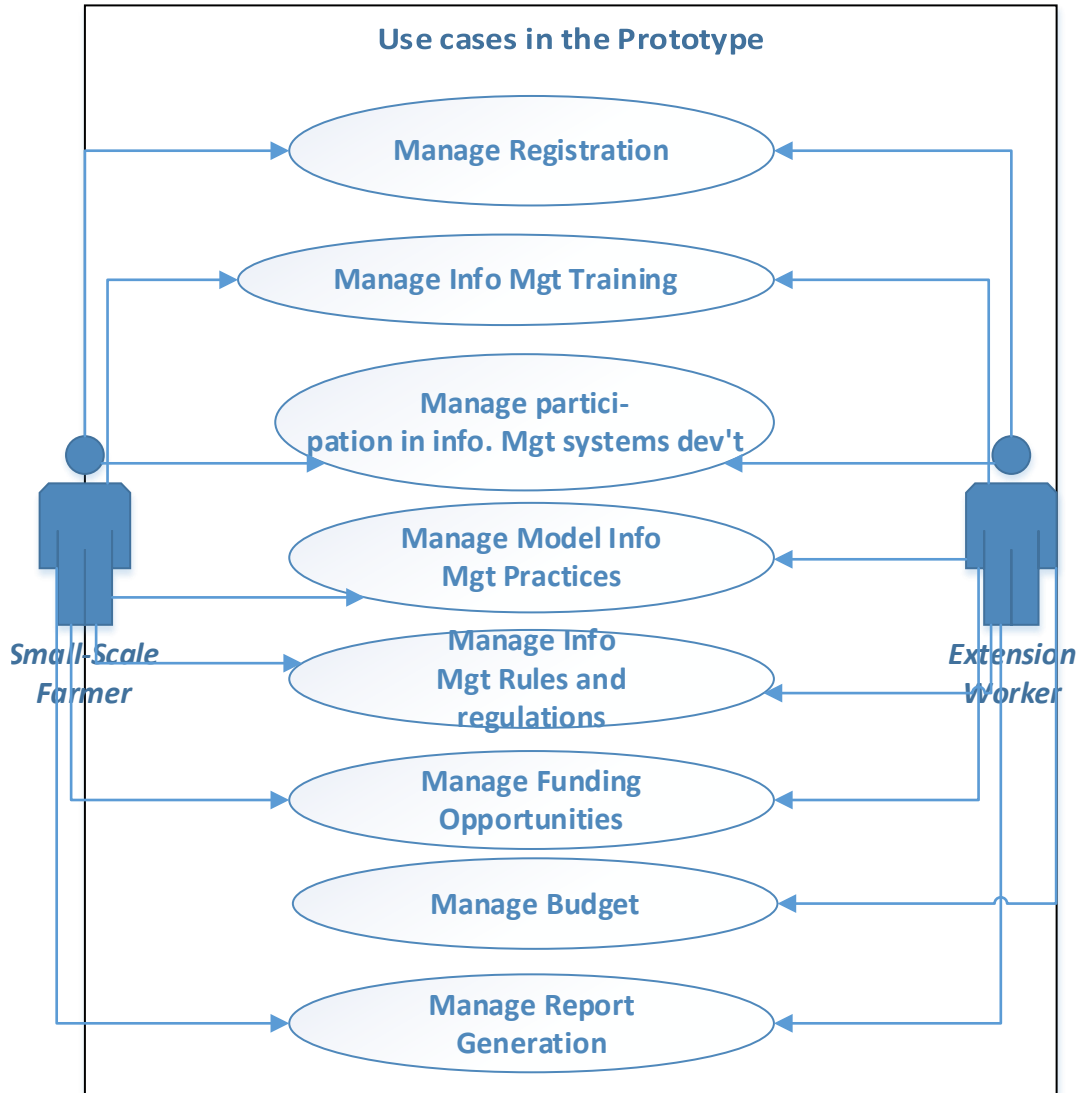 Use cases in the Prototype
Manage Registration
Manage Info Mgt Training
Manage partici-
pation in info. Mgt systems dev't
Manage Model Info
Mgt Practices
Small-Scale
Farmer
Manage Info
Mgt Rules and
regulations
Extension
Worker
Manage Funding
Opportunities
Manage Budget
Manage Report
Generation